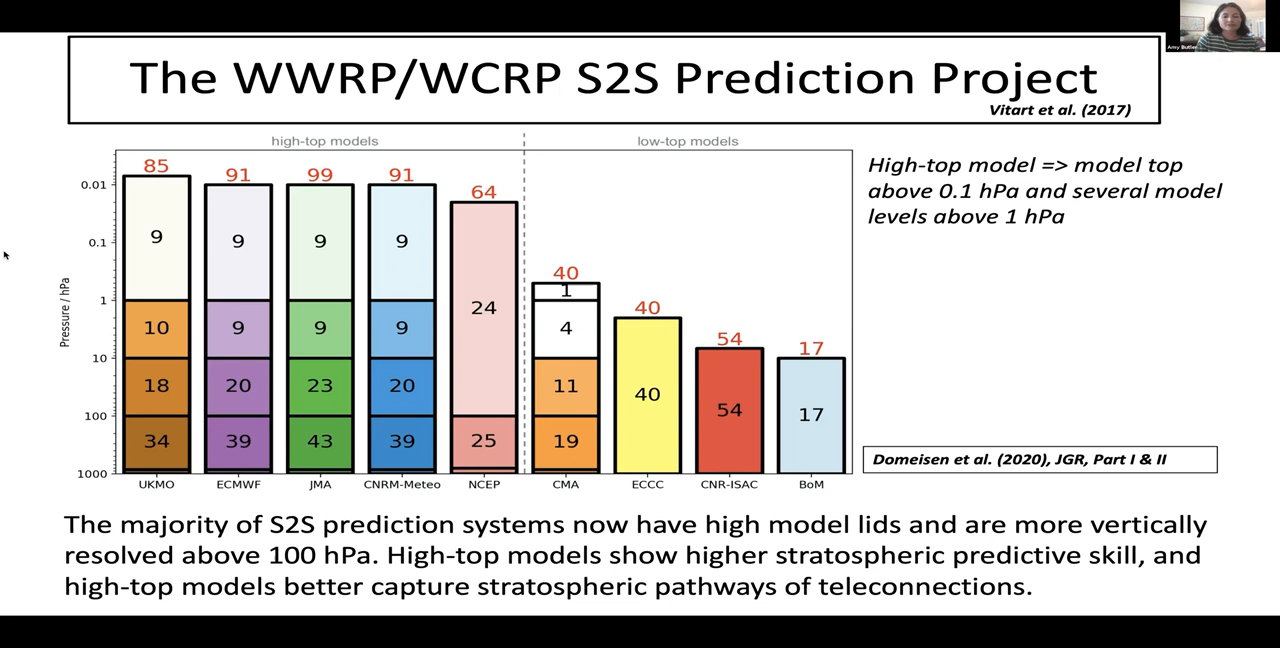 Amy Butler
The WWRP/WCRP S2S Prediction Project
Vitart et al. (2017)
high-top models
low-top models
85
91
99
91
64
40
40
54
17
0.01
0.1
1
10
100
1000
Pressure / hPa
9
10
18
34
9
9
20
39
9
9
23
43
9
9
20
39
24
25
1
4
11
19
40
54
17
UKMO
ECMWF
JMA
CNRM-Meteo
NCEP
CMA
ECCC
CNR-ISAC
BoM
High-top model => model top
above 0.1 hPa and several model
levels above 1 hPa
Domeisen et al. (2020), JGR, Part I & II
The majority of S2S prediction systems now have high model lids and are more vertically
resolved above 100 hPa. High-top models show higher stratospheric predictive skill, and
high-top models better capture stratospheric pathways of teleconnections.